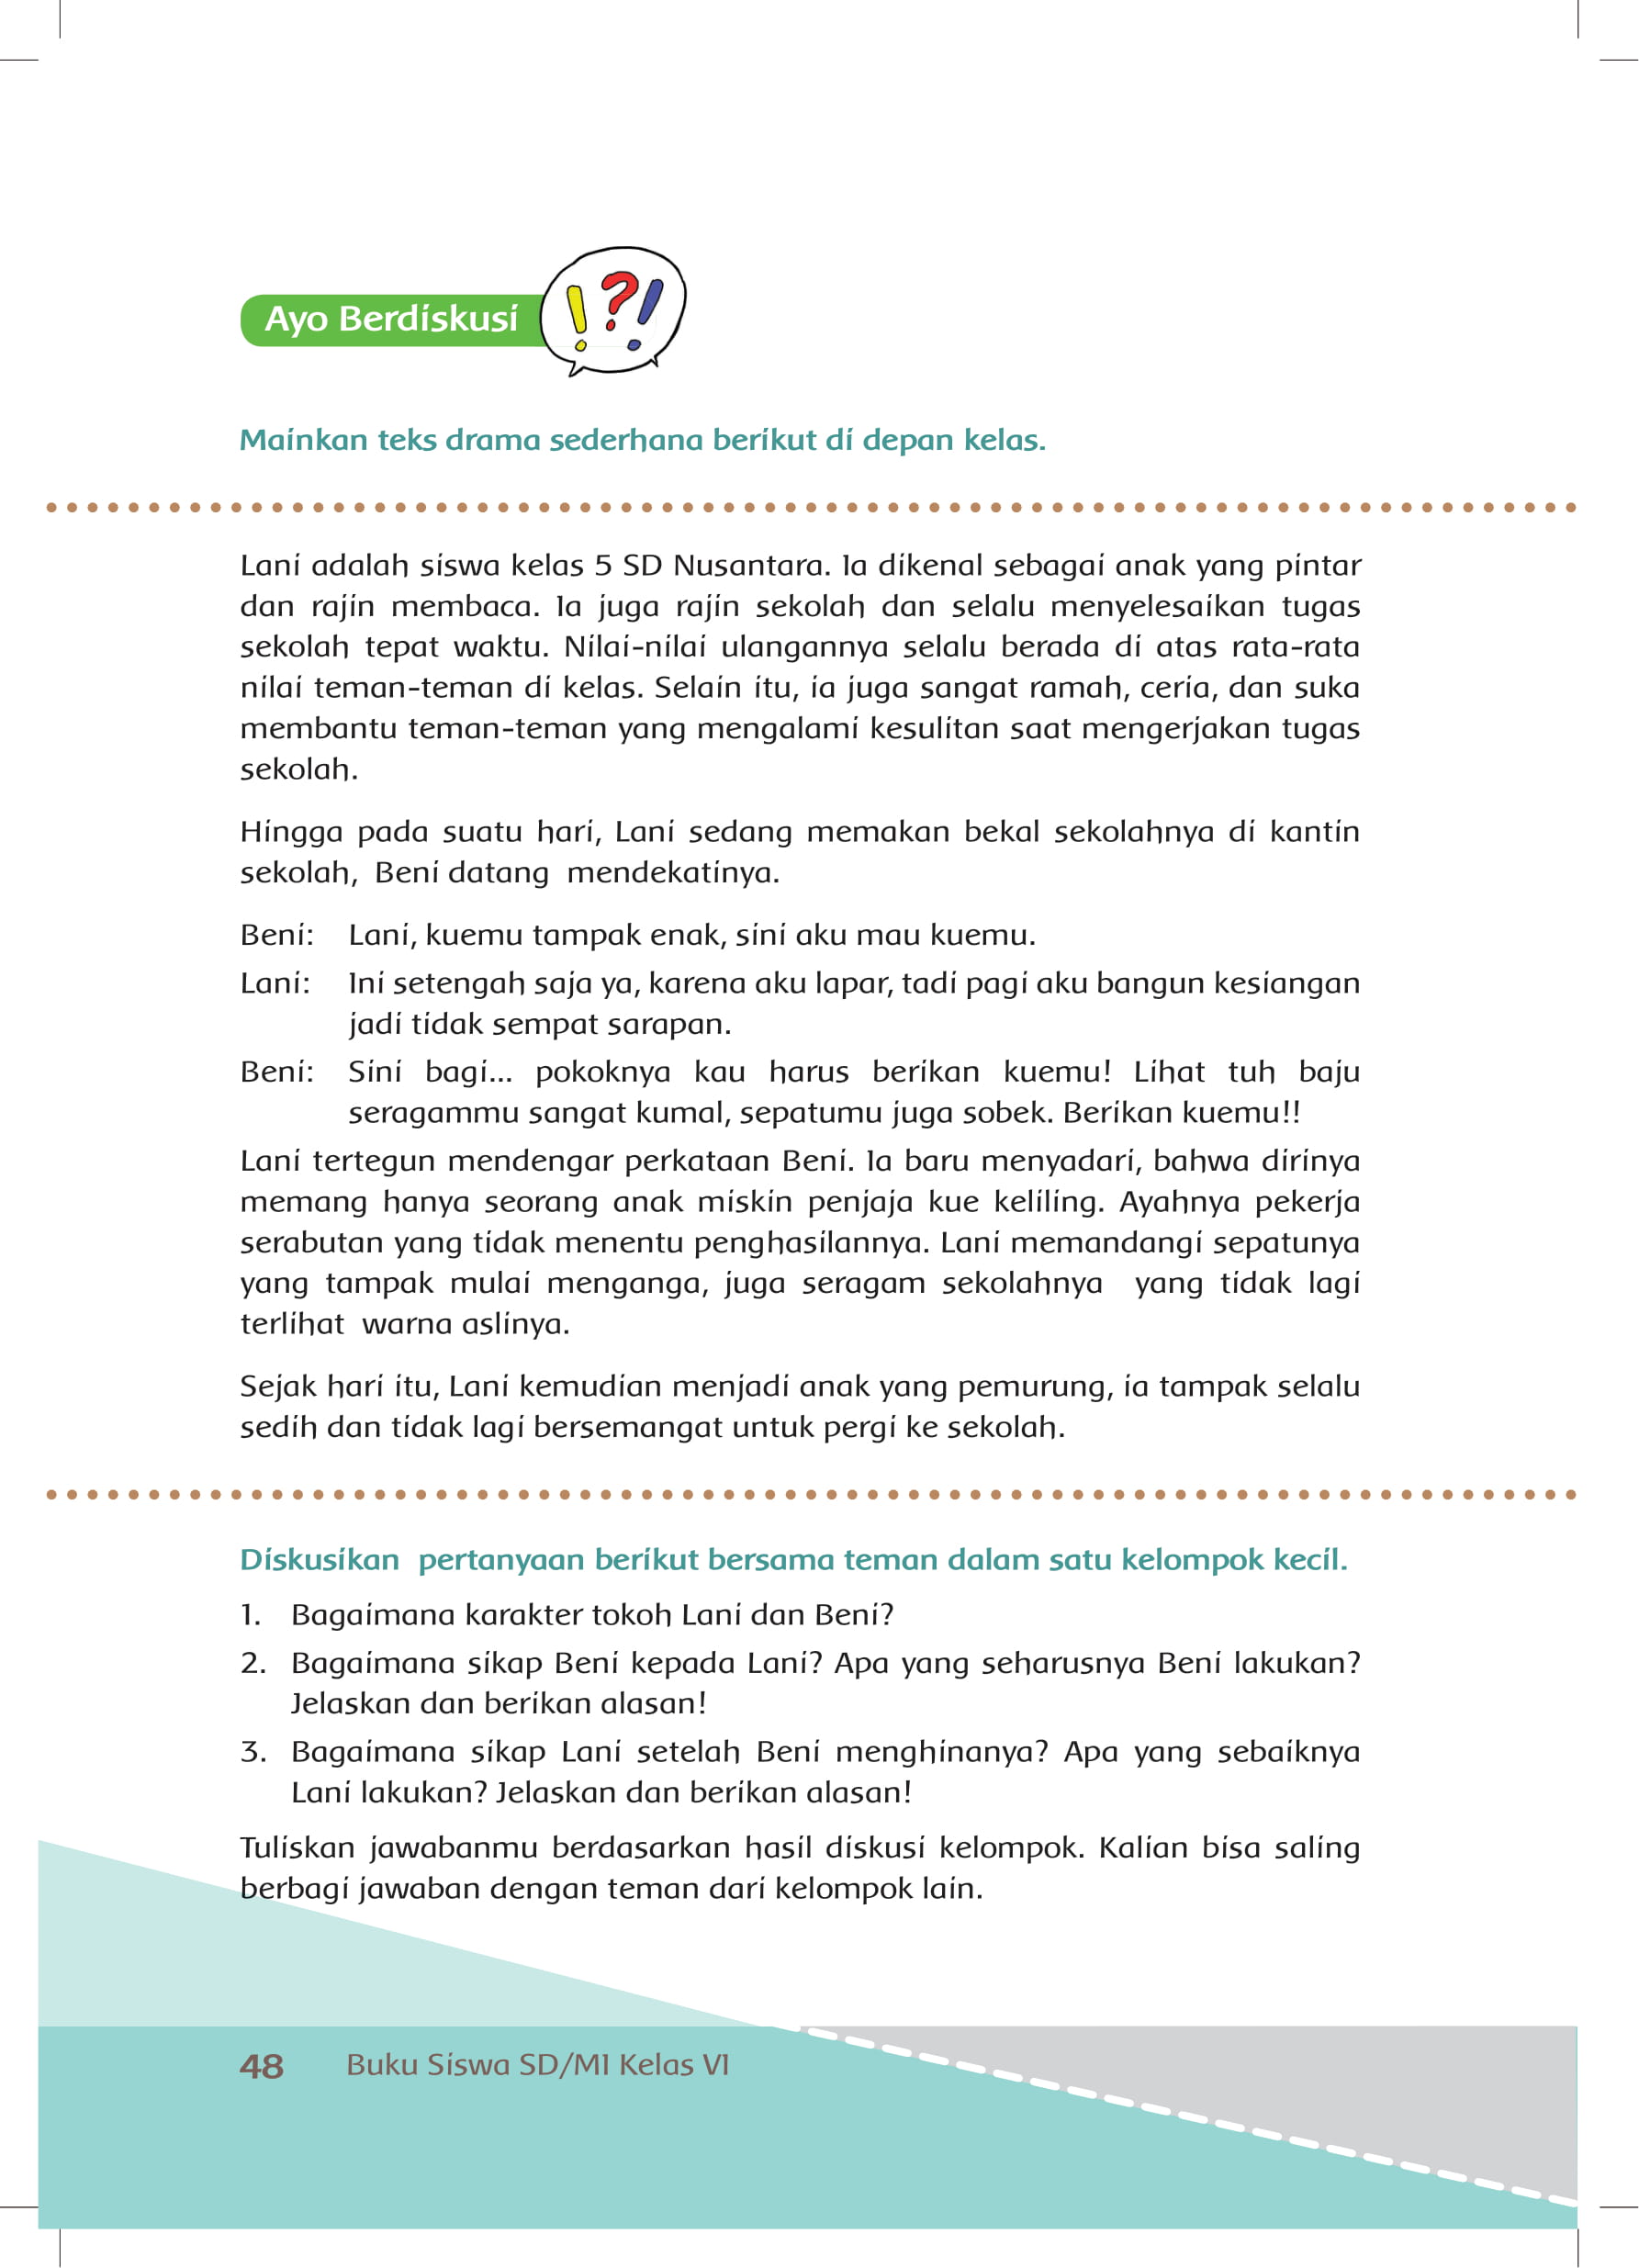 Ayo Berdiskusi
Mainkan teks drama sederhana berikut di depan kelas.
Lani adalah siswa kelas 5 SD Nusantara. Ia dikenal sebagai anak yang pintar
dan rajin membaca. Ia juga rajin sekolah dan selalu menyelesaikan tugas
sekolah tepat waktu. Nilai-nilai ulangannya selalu berada di atas rata-rata
nilai teman-teman di kelas. Selain itu, ia juga sangat ramah, ceria, dan suka
membantu teman-teman yang mengalami kesulitan saat mengerjakan tugas
sekolah.
Hingga pada suatu hari, Lani sedang memakan bekal sekolahnya di kantin
sekolah, Beni datang mendekatinya.
Beni: Lani, kuemu tampak enak, sini aku mau kuemu.
Lani: Ini setengah saja ya, karena aku lapar, tadi pagi aku bangun kesiangan
jadi tidak sempat sarapan.
Beni: Sini bagi... pokoknya kau harus berikan kuemu! Lihat tuh baju
seragammu sangat kumal, sepatumu juga sobek. Berikan kuemu!!
Lani tertegun mendengar perkataan Beni. Ia baru menyadari, bahwa dirinya
memang hanya seorang anak miskin penjaja kue keliling. Ayahnya pekerja
serabutan yang tidak menentu penghasilannya. Lani memandangi sepatunya
yang tampak mulai menganga, juga seragam sekolahnya yang tidak lagi
terlihat warna aslinya.
Sejak hari itu, Lani kemudian menjadi anak yang pemurung, ia tampak selalu
sedih dan tidak lagi bersemangat untuk pergi ke sekolah.
Diskusikan pertanyaan berikut bersama teman dalam satu kelompok kecil.
1. Bagaimana karakter tokoh Lani dan Beni?
2. Bagaimana sikap Beni kepada Lani? Apa yang seharusnya Beni lakukan?
Jelaskan dan berikan alasan!
3. Bagaimana sikap Lani setelah Beni menghinanya? Apa yang sebaiknya
Lani lakukan? Jelaskan dan berikan alasan!
Tuliskan jawabanmu berdasarkan hasil diskusi kelompok. Kalian bisa saling
berbagi jawaban dengan teman dari kelompok lain.
48 Buku Siswa SD/MI Kelas VI